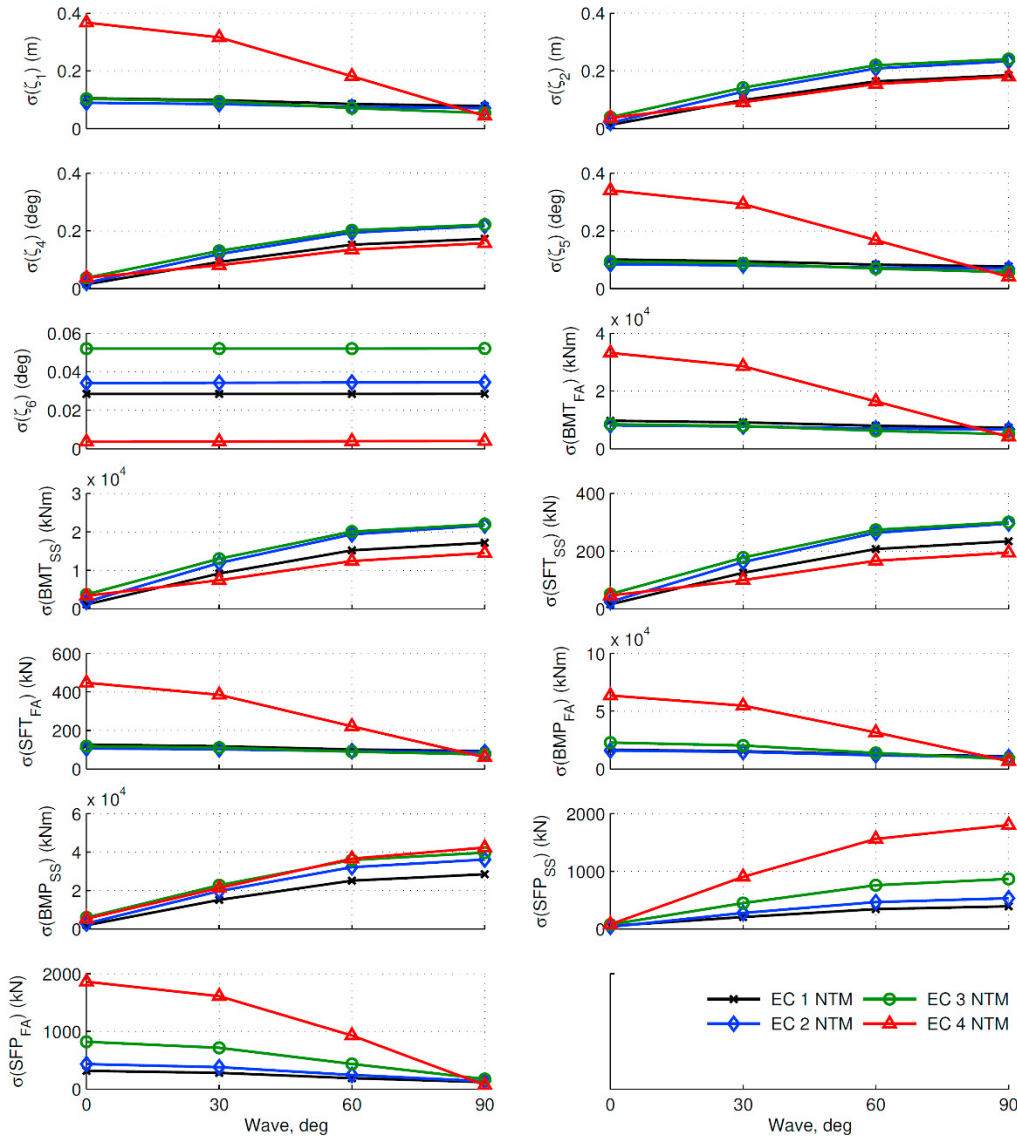 0.4
0.2
0
σ(ζ1) (m)
0.4
0.2
0
σ(ζ2) (m)
0.4
0.2
0
σ(ζ4) (deg)
0.4
0.2
0
σ(ζ5) (deg)
0.06
0.04
0.02
0
σ(ζ6) (deg)
x 10^4
4
2
0
σ(BMT_FA) (kNm)
x 10^4
3
2
1
0
σ(BMT_SS) (kNm)
400
200
0
σ(SFT_SS) (kN)
600
400
200
0
σ(SFT_FA) (kN)
x 10^4
10
5
0
σ(BMP_FA) (kNm)
x 10^4
6
4
2
0
σ(BMP_SS) (kNm)
2000
1000
0
σ(SFP_SS) (kN)
0 30 60 90
Wave, deg
2000
1000
0
σ(SFP_FA) (kN)
0 30 60 90
Wave, deg
EC 1 NTM
EC 2 NTM
EC 3 NTM
EC 4 NTM